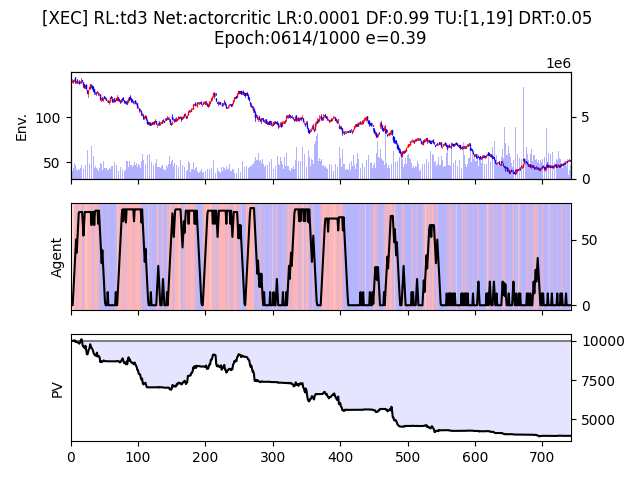 [XEC] RL:td3 Net:actorcritic LR:0.0001 DF:0.99 TU:[1,19] DRT:0.05
Epoch:0614/1000 e=0.39
1e6
Env.
100
50
5
0
Agent
50
0
PV
10000
7500
5000
0 100 200 300 400 500 600 700